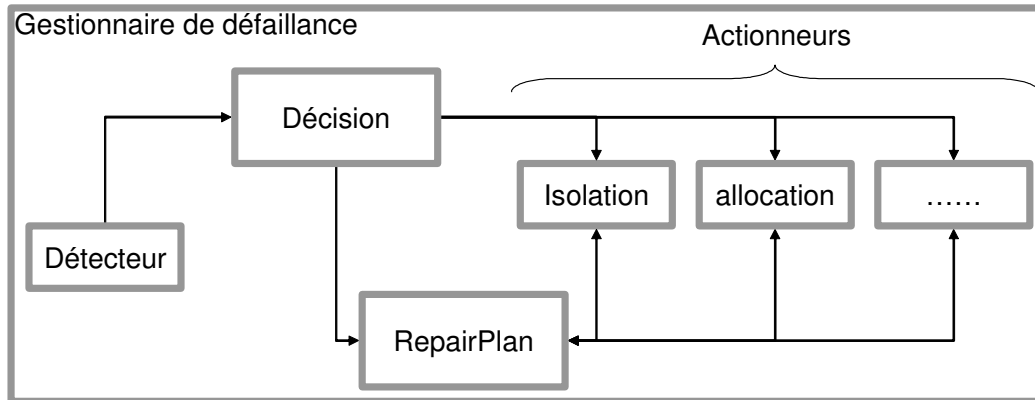 Gestionnaire de défaillance
Actionneurs
Décision
Isolation
allocation
......
Détecteur
RepairPlan